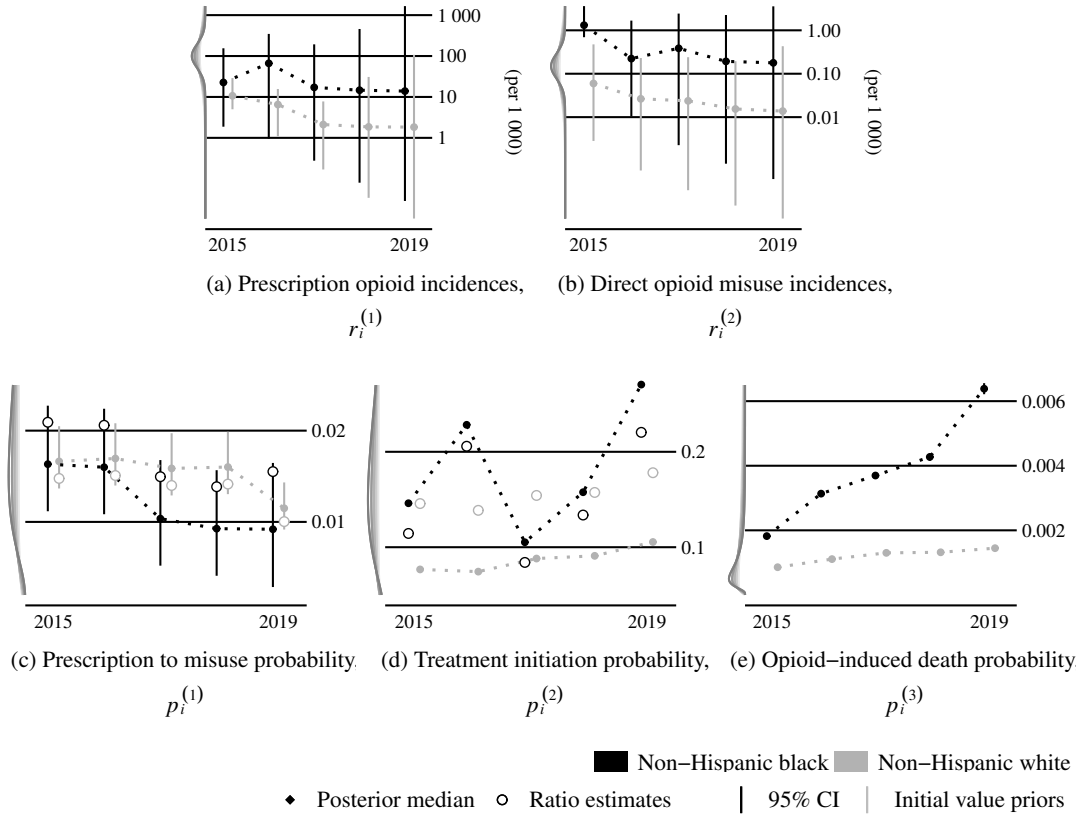 1 000
100
10
1
(per 1 000)
2015 2019
(a) Prescription opioid incidences,
r_i^(1)
1.00
0.10
0.01
(per 1 000)
2015 2019
(b) Direct opioid misuse incidences,
r_i^(2)
0.02
0.01
2015 2019
(c) Prescription to misuse probability
p_i^(1)
0.2
0.1
2015 2019
(d) Treatment initiation probability,
p_i^(2)
0.006
0.004
0.002
2015 2019
(e) Opioid−induced death probability
p_i^(3)
Non−Hispanic black Non−Hispanic white
Posterior median Ratio estimates 95% CI Initial value priors